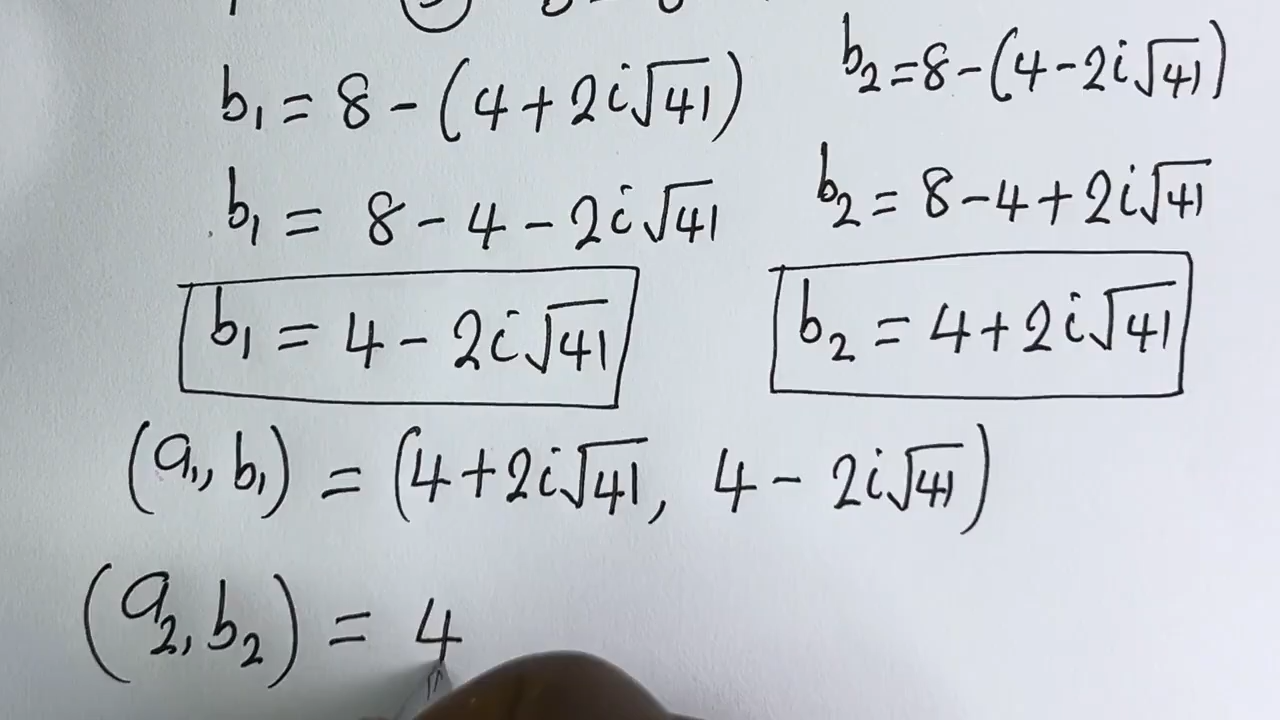 b₁ = 8 - (4 + 2i√41)
b₂ = 8 - (4 - 2i√41)
b₁ = 8 - 4 - 2i√41
b₂ = 8 - 4 + 2i√41
b₁ = 4 - 2i√41
b₂ = 4 + 2i√41
(a₁, b₁) = (4 + 2i√41, 4 - 2i√41)
(a₂, b₂) = 4